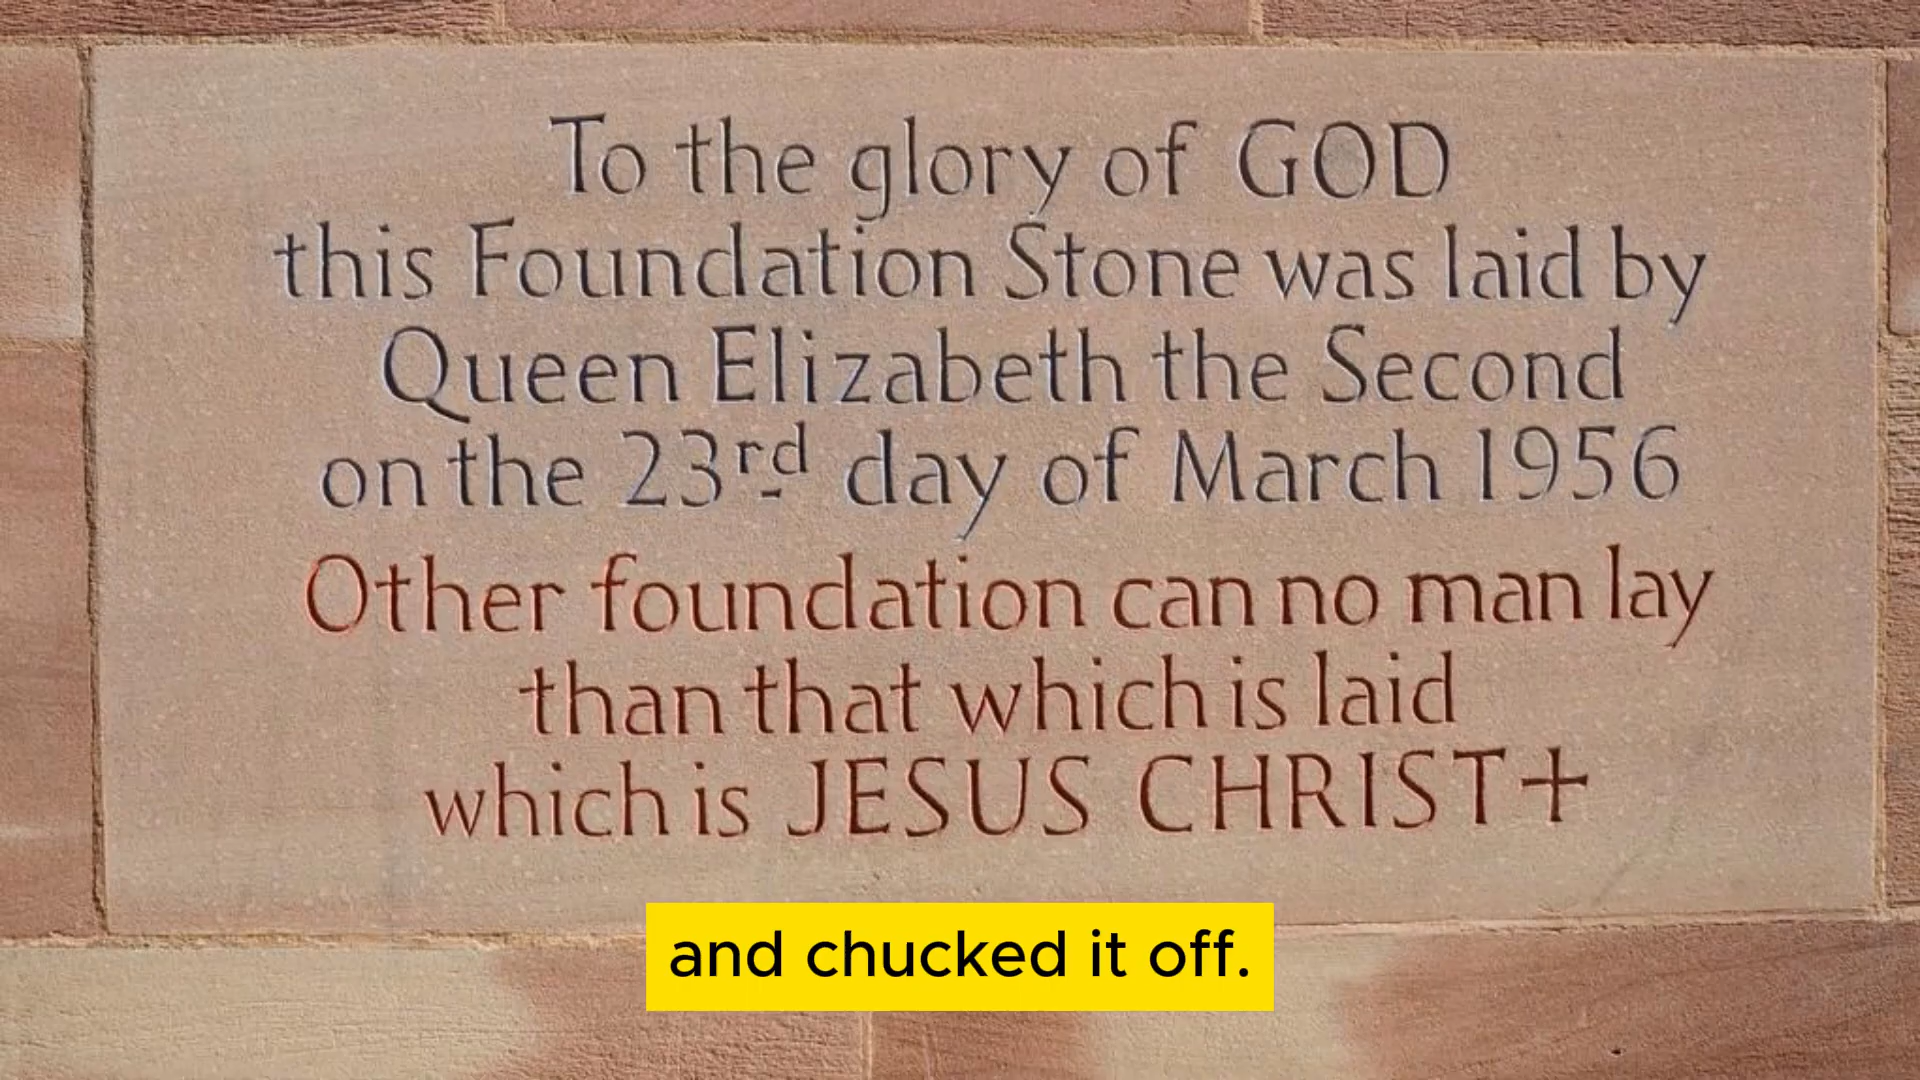 To the glory of GOD
this Foundation Stone was laid by
Queen Elizabeth the Second
on the 23rd day of March 1956
Other foundation can no man lay
than that which is laid
which is JESUS CHRIST+
and chucked it off.